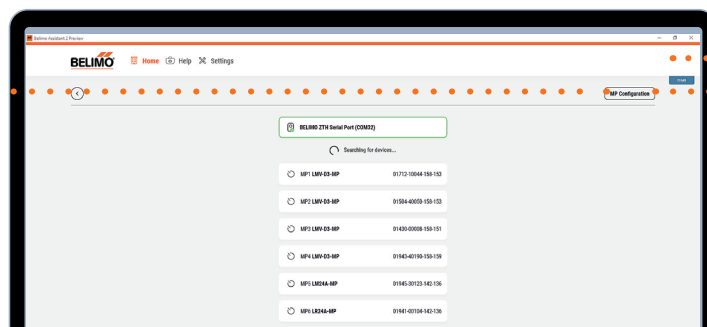 Belimo Assistant 2 Preview
BELIMO
Home Help Settings
MP Configuration
BELIMO ZTH Serial Port (COM32)
Searching for devices...
MP1 LMV-D3-MP 01712-10044-158-153
MP2 LMV-D3-MP 01504-40050-158-153
MP3 LMV-D3-MP 01430-00008-158-151
MP4 LMV-D3-MP 01943-40190-158-159
MP5 LM24A-MP 01945-30123-142-136
MP6 LR24A-MP 01941-00104-142-136